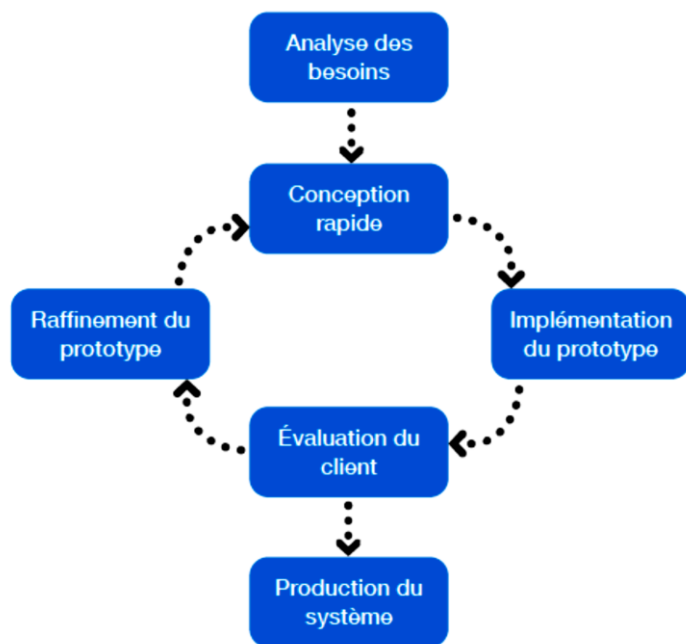 Analyse des
besoins
Conception
rapide
Raffinement du
prototype
Implémentation
du prototype
Évaluation du
client
Production du
système